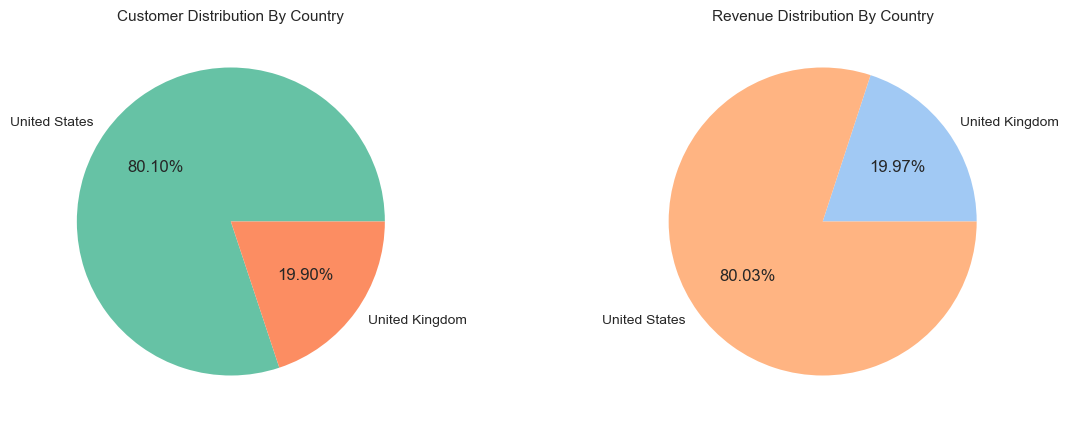 Customer Distribution By Country
United States
80.10%
19.90%
United Kingdom
Revenue Distribution By Country
United Kingdom
19.97%
80.03%
United States